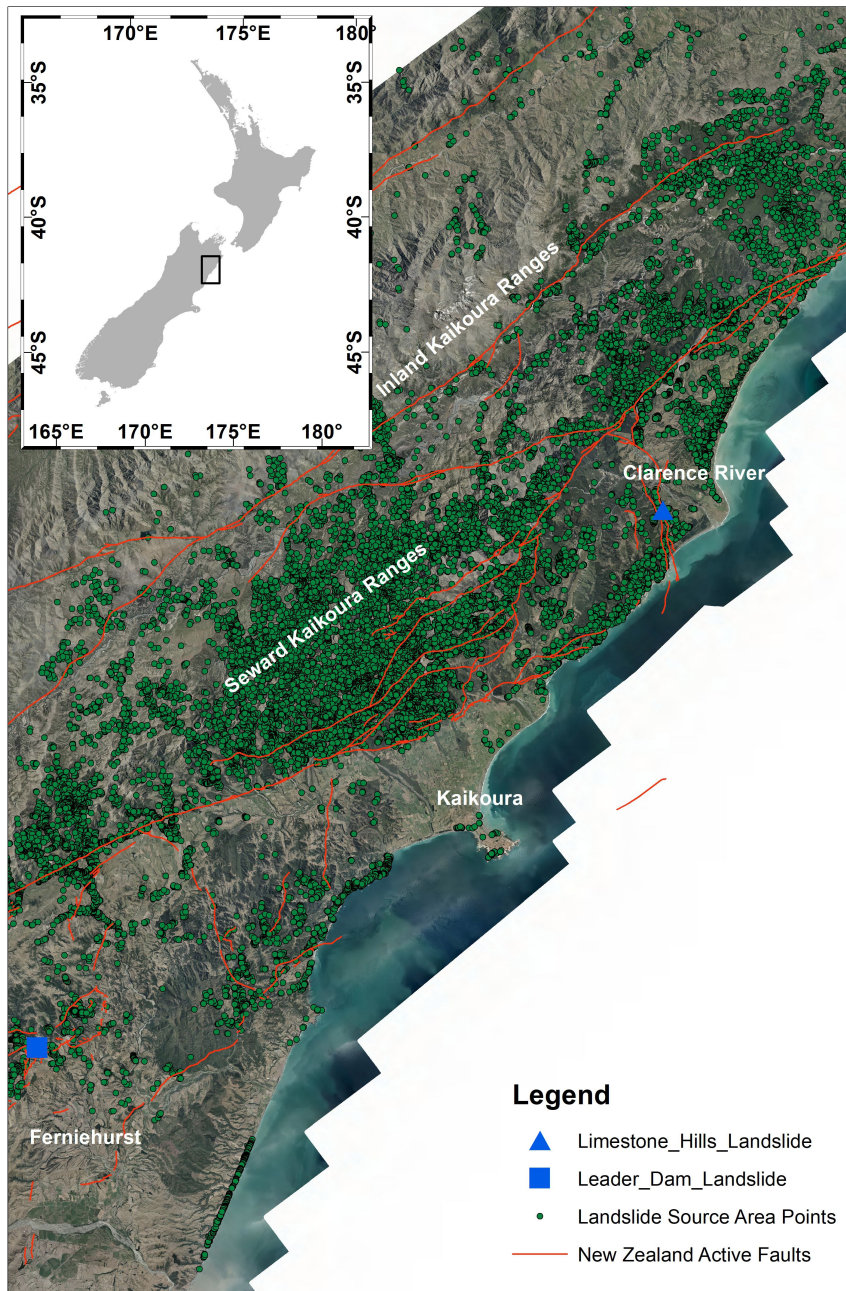 170°E 175°E 180°
35°S 35°S
40°S 40°S
45°S 45°S
165°E 170°E 175°E 180°
Inland Kaikoura Ranges
Clarence River
Seward Kaikoura Ranges
Kaikoura
Ferniehurst
Legend
Limestone_Hills_Landslide
Leader_Dam_Landslide
Landslide Source Area Points
New Zealand Active Faults